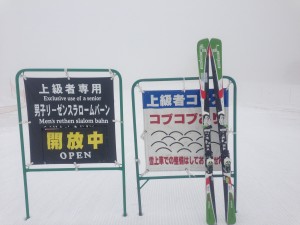 上級者専用
Exclusive use of a senior
男子リーゼンスラロームバーン
Men's rethen slalom bahn
開放中
OPEN
上級者コ
コブコブ